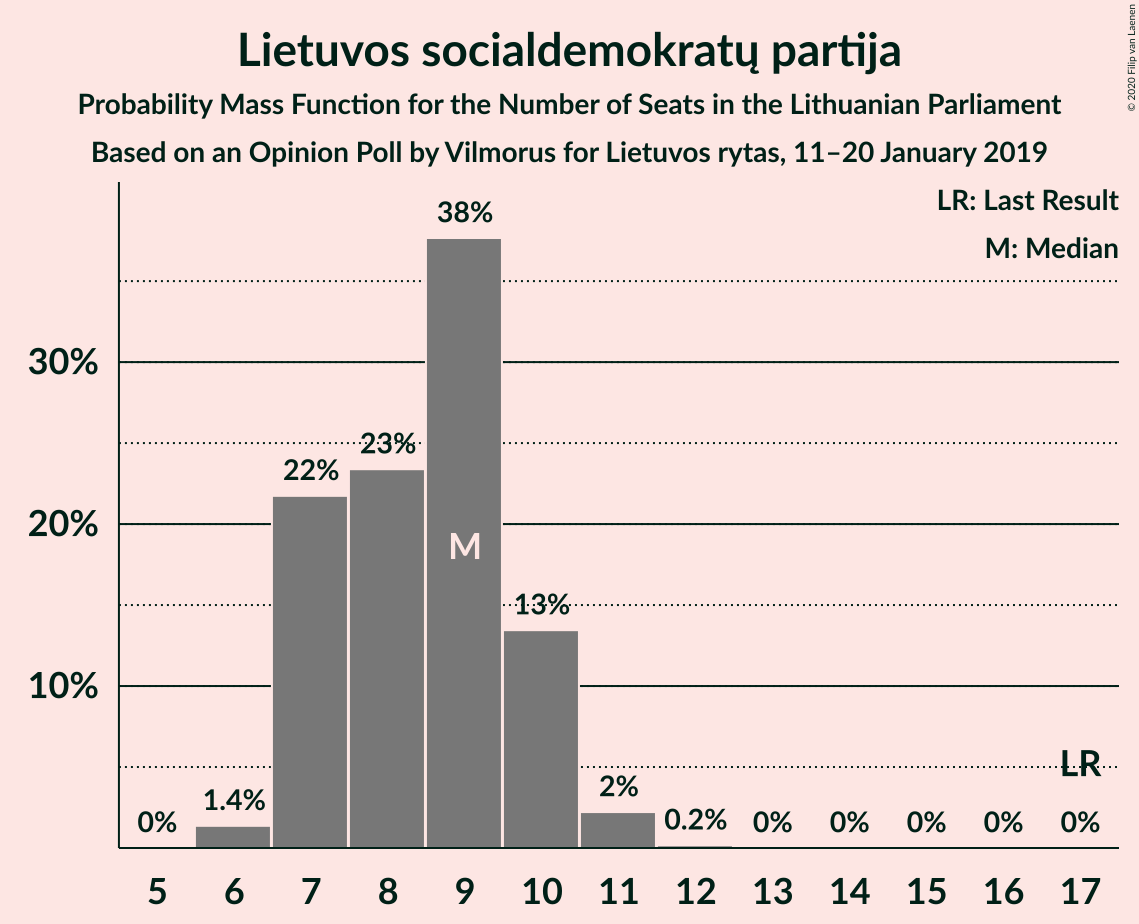 Lietuvos socialdemokratų partija
Probability Mass Function for the Number of Seats in the Lithuanian Parliament
Based on an Opinion Poll by Vilmorus for Lietuvos rytas, 11–20 January 2019
© 2020 Filip van Laenen
LR: Last Result
M: Median
38%
30%
23%
22%
20%
M
13%
10%
LR
2%
1.4%
0%
0.2%
0%
0%
0%
0%
0%
5 6 7 8 9 10 11 12 13 14 15 16 17